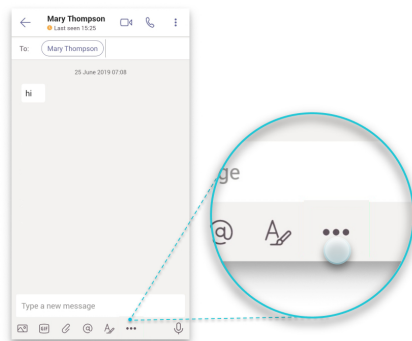 Mary Thompson
Last seen 15:25
To:
Mary Thompson
25 June 2019 07:08
hi
Type a new message
GIF
@
A
ge
@
A